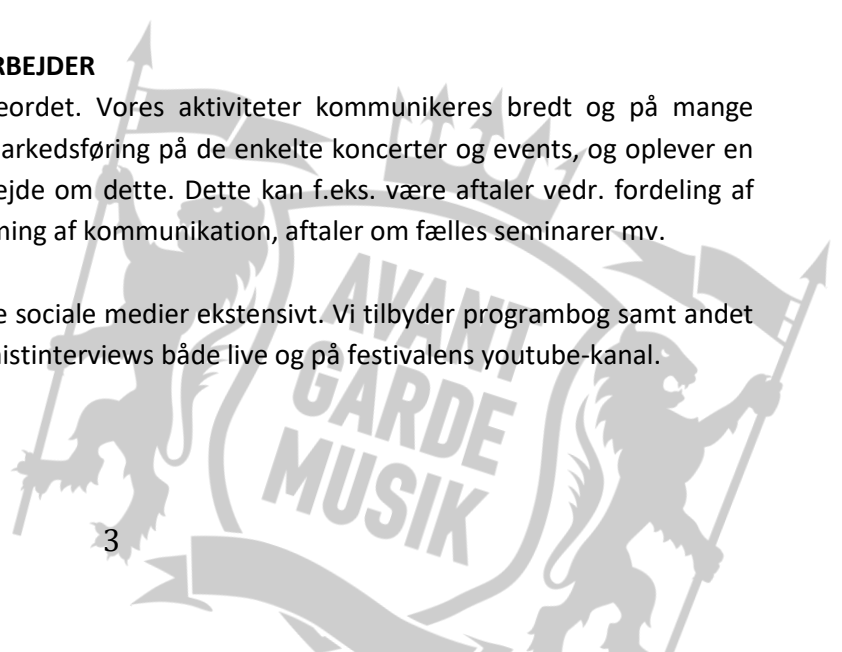 RBEJDER
eordet. Vores aktiviteter kommunikeres bredt og på mange
arkedsføring på de enkelte koncerter og events, og oplever en
ejde om dette. Dette kan f.eks. være aftaler vedr. fordeling af
ning af kommunikation, aftaler om fælles seminarer mv.
e sociale medier ekstensivt. Vi tilbyder programbog samt andet
nistinterviews både live og på festivalens youtube-kanal.
AVANT
GARDE
MUSIK
3